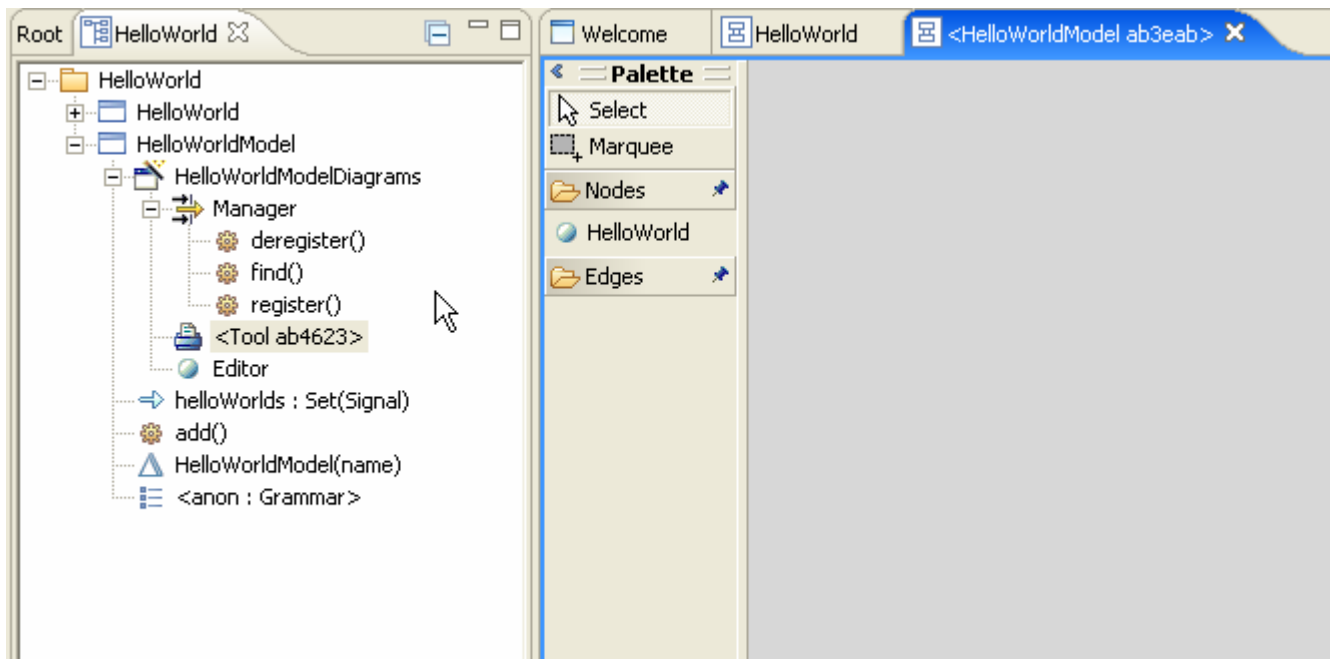 Root HelloWorld
HelloWorld
HelloWorld
HelloWorldModel
HelloWorldModelDiagrams
Manager
deregister()
find()
register()
<Tool ab4623>
Editor
helloWorlds : Set(Signal)
add()
HelloWorldModel(name)
<anon : Grammar>
Welcome HelloWorld <HelloWorldModel ab3eab>
Palette
Select
Marquee
Nodes
HelloWorld
Edges